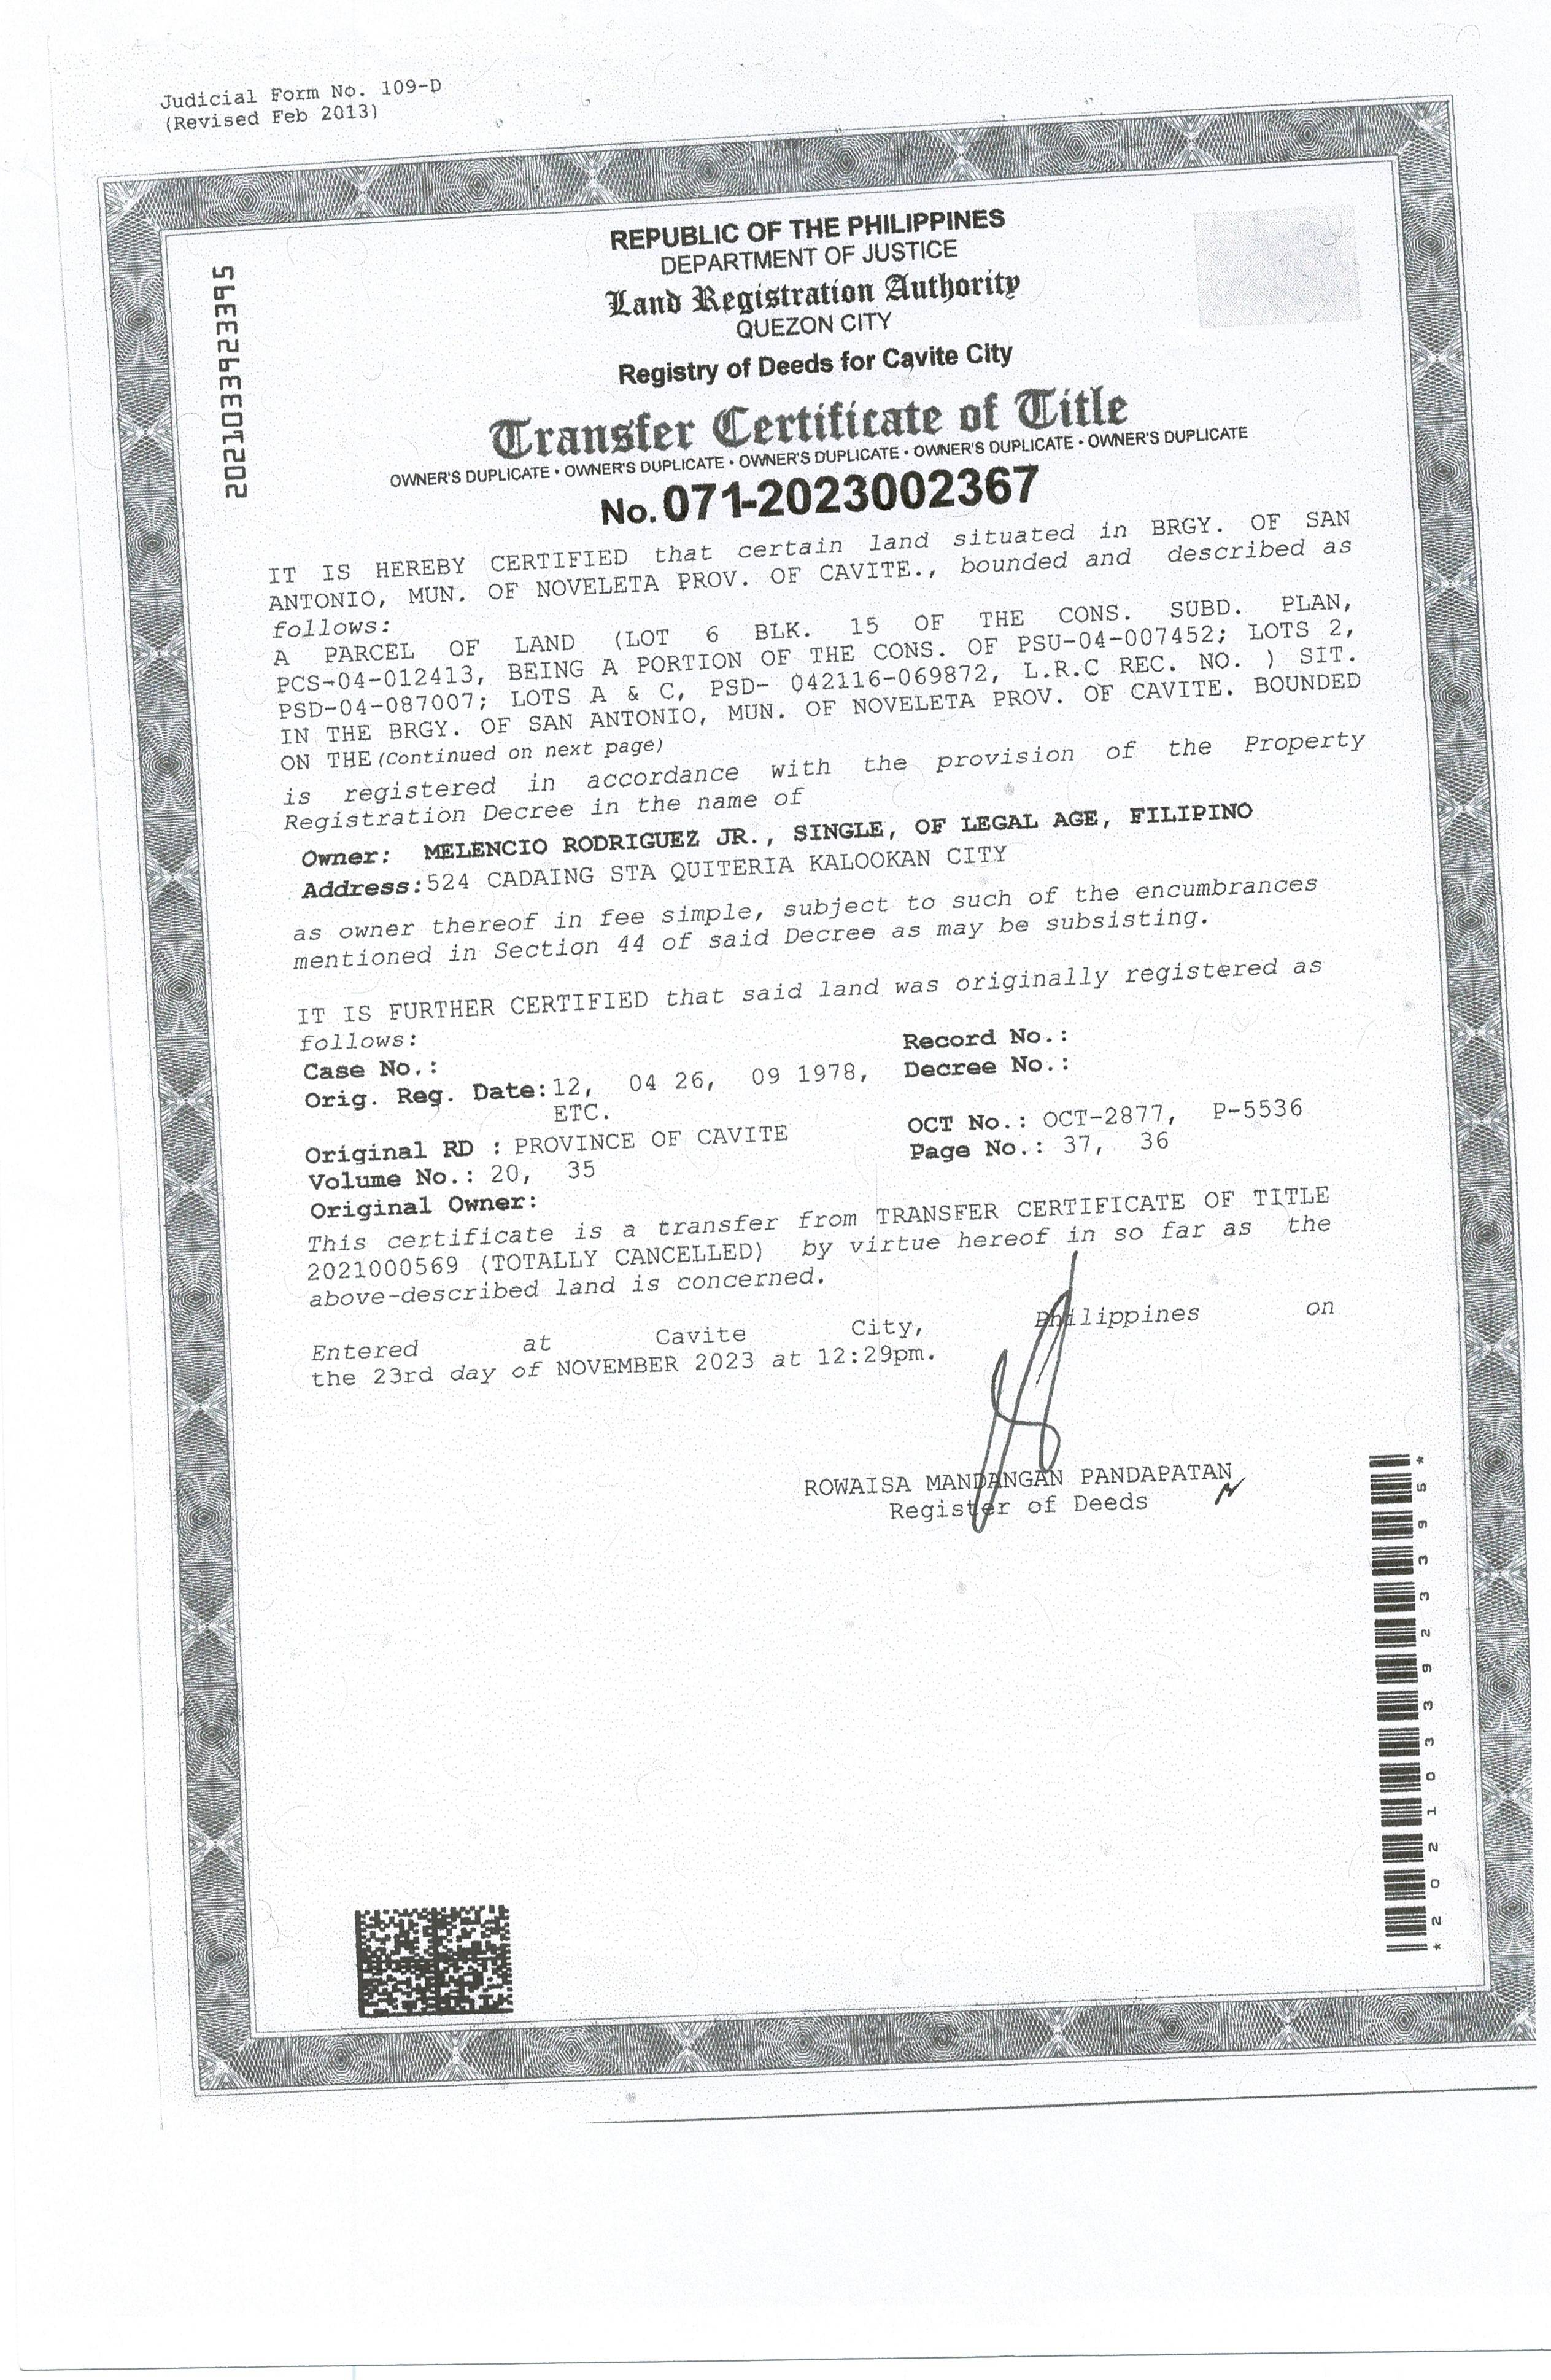 Judicial Form No. 109-D
(Revised Feb 2013)
REPUBLIC OF THE PHILIPPINES
DEPARTMENT OF JUSTICE
Land Registration Authority
QUEZON CITY
Registry of Deeds for Cavite City
Transfer Certificate of Title
OWNER'S DUPLICATE • OWNER'S DUPLICATE • OWNER'S DUPLICATE • OWNER'S DUPLICATE • OWNER'S DUPLICATE
No. 071-2023002367
2021033923395
IT IS HEREBY CERTIFIED that certain land situated in BRGY. OF SAN
ANTONIO, MUN. OF NOVELETA PROV. OF CAVITE., bounded and described as
follows:
A PARCEL OF LAND (LOT 6 BLK. 15 OF THE CONS. SUBD. PLAN,
PCS-04-012413, BEING A PORTION OF THE CONS. OF PSU-04-007452; LOTS 2,
PSD-04-087007; LOTS A & C, PSD- 042116-069872, L.R.C REC. NO. ) SIT.
IN THE BRGY. OF SAN ANTONIO, MUN. OF NOVELETA PROV. OF CAVITE. BOUNDED
ON THE (Continued on next page)
is registered in accordance with the provision of the Property
Registration Decree in the name of
Owner: MELENCIO RODRIGUEZ JR., SINGLE, OF LEGAL AGE, FILIPINO
Address: 524 CADAING STA QUITERIA KALOOKAN CITY
as owner thereof in fee simple, subject to such of the encumbrances
mentioned in Section 44 of said Decree as may be subsisting.
IT IS FURTHER CERTIFIED that said land was originally registered as
follows:
Case No.: Record No.:
Orig. Reg. Date: 12, 04 26, 09 1978, Decree No.:
ETC.
Original RD : PROVINCE OF CAVITE OCT No.: OCT-2877, P-5536
Volume No.: 20, 35 Page No.: 37, 36
Original Owner:
This certificate is a transfer from TRANSFER CERTIFICATE OF TITLE
2021000569 (TOTALLY CANCELLED) by virtue hereof in so far as the
above-described land is concerned.
Entered at Cavite City, Philippines on
the 23rd day of NOVEMBER 2023 at 12:29pm.
ROWAISA MANDANGAN PANDAPATAN
Register of Deeds
*2021033923395*